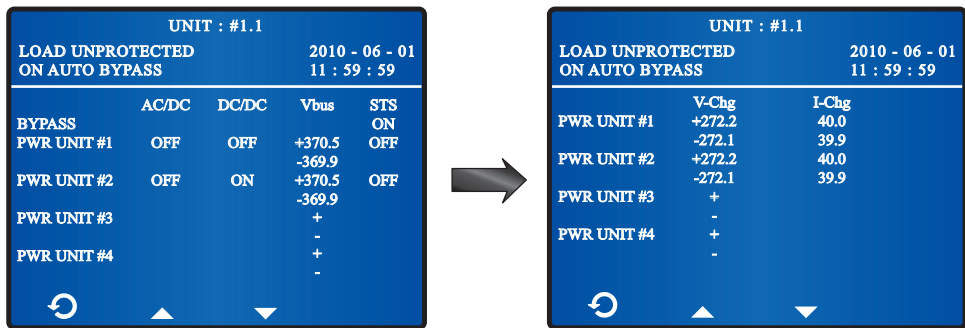 UNIT : #1.1
LOAD UNPROTECTED 2010 - 06 - 01
ON AUTO BYPASS 11 : 59 : 59
AC/DC DC/DC Vbus STS
BYPASS ON
PWR UNIT #1 OFF OFF +370.5 OFF
-369.9
PWR UNIT #2 OFF ON +370.5 OFF
-369.9
PWR UNIT #3 +
-
PWR UNIT #4 +
-
UNIT : #1.1
LOAD UNPROTECTED 2010 - 06 - 01
ON AUTO BYPASS 11 : 59 : 59
V-Chg I-Chg
PWR UNIT #1 +272.2 40.0
-272.1 39.9
PWR UNIT #2 +272.2 40.0
-272.1 39.9
PWR UNIT #3 +
-
PWR UNIT #4 +
-